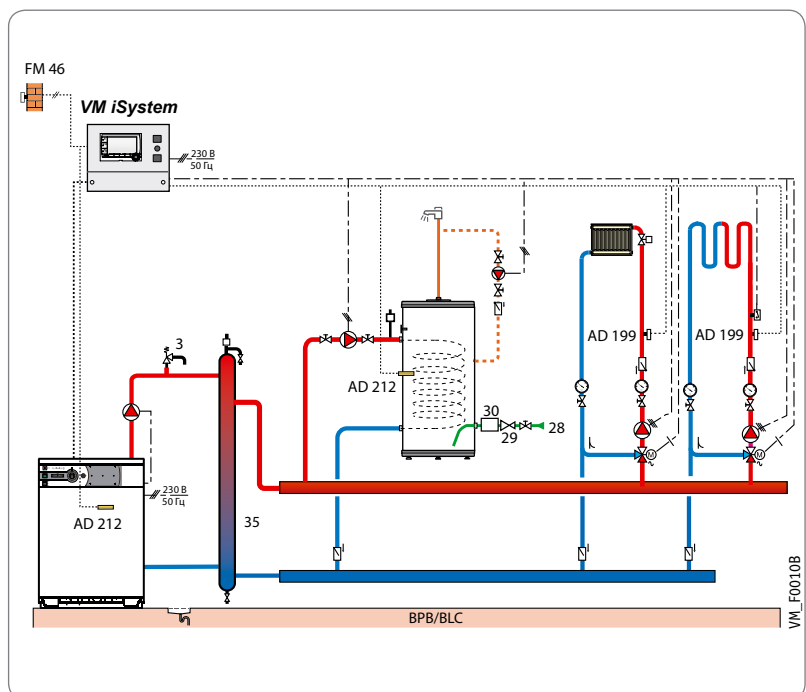 FM 46
VM iSystem
230 В
50 Гц
3
AD 199
AD 199
AD 212
30
29
28
230 В
50 Гц
AD 212
35
M
M
BPB/BLC
VM_F0010B